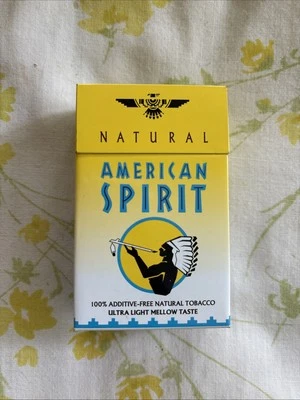 NATURAL
AMERICAN
SPIRIT
100% ADDITIVE-FREE NATURAL TOBACCO
ULTRA LIGHT MELLOW TASTE